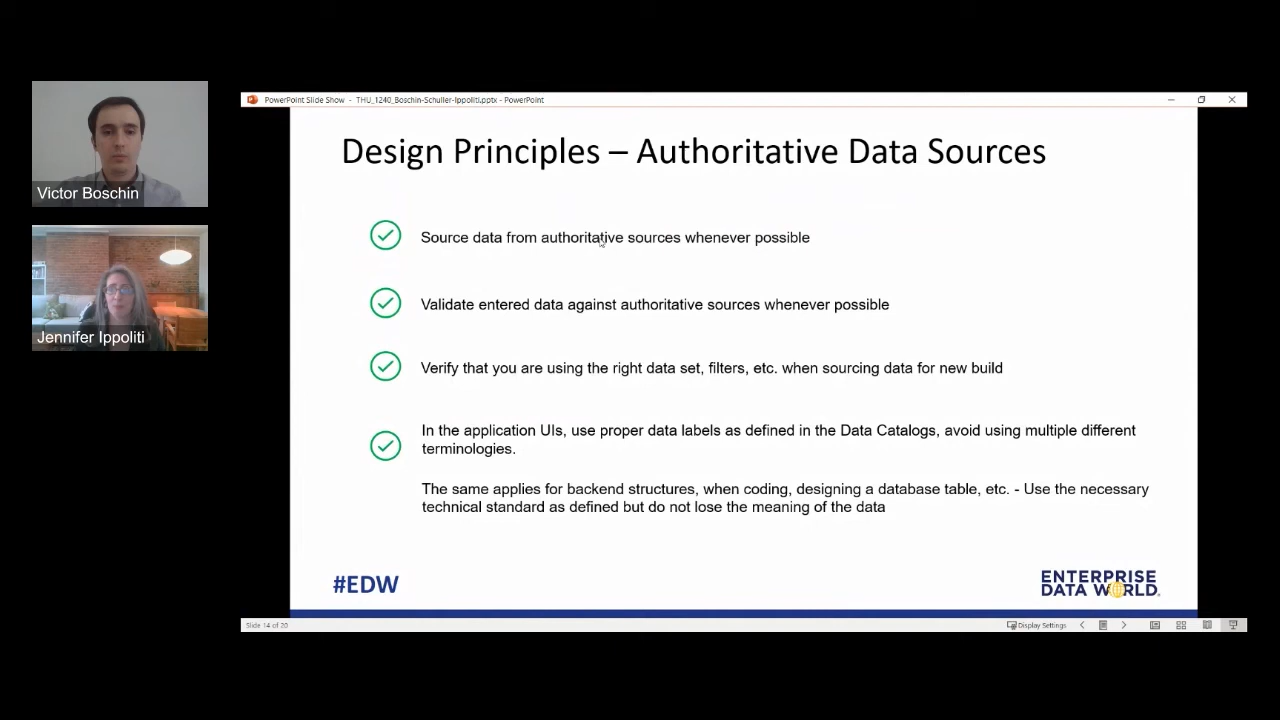 PowerPoint Slide Show - THU_1240_Boschin-Schuller-Ippoliti.pptx - PowerPoint
Victor Boschin
Jennifer Ippoliti
Design Principles – Authoritative Data Sources
Source data from authoritative sources whenever possible
Validate entered data against authoritative sources whenever possible
Verify that you are using the right data set, filters, etc. when sourcing data for new build
In the application UIs, use proper data labels as defined in the Data Catalogs, avoid using multiple different
terminologies.
The same applies for backend structures, when coding, designing a database table, etc. - Use the necessary
technical standard as defined but do not lose the meaning of the data
#EDW
ENTERPRISE
DATA WORLD
Slide 14 of 20
Display Settings